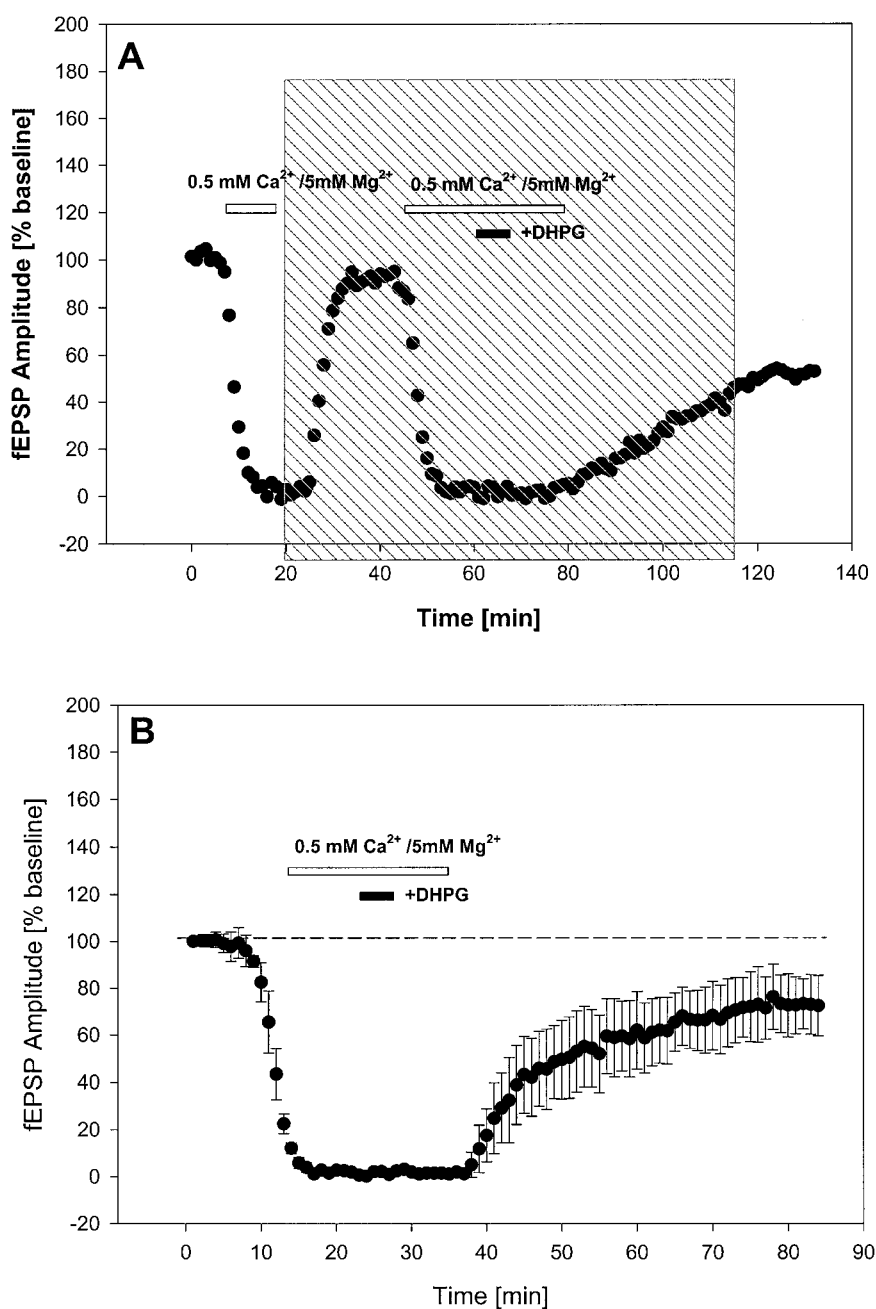 A
200
180
160
140
120
100
80
60
40
20
0
-20
fEPSP Amplitude [% baseline]
0.5 mM Ca²⁺ /5mM Mg²⁺
0.5 mM Ca²⁺ /5mM Mg²⁺
+DHPG
0 20 40 60 80 100 120 140
Time [min]
B
200
180
160
140
120
100
80
60
40
20
0
-20
fEPSP Amplitude [% baseline]
0.5 mM Ca²⁺ /5mM Mg²⁺
+DHPG
0 10 20 30 40 50 60 70 80 90
Time [min]